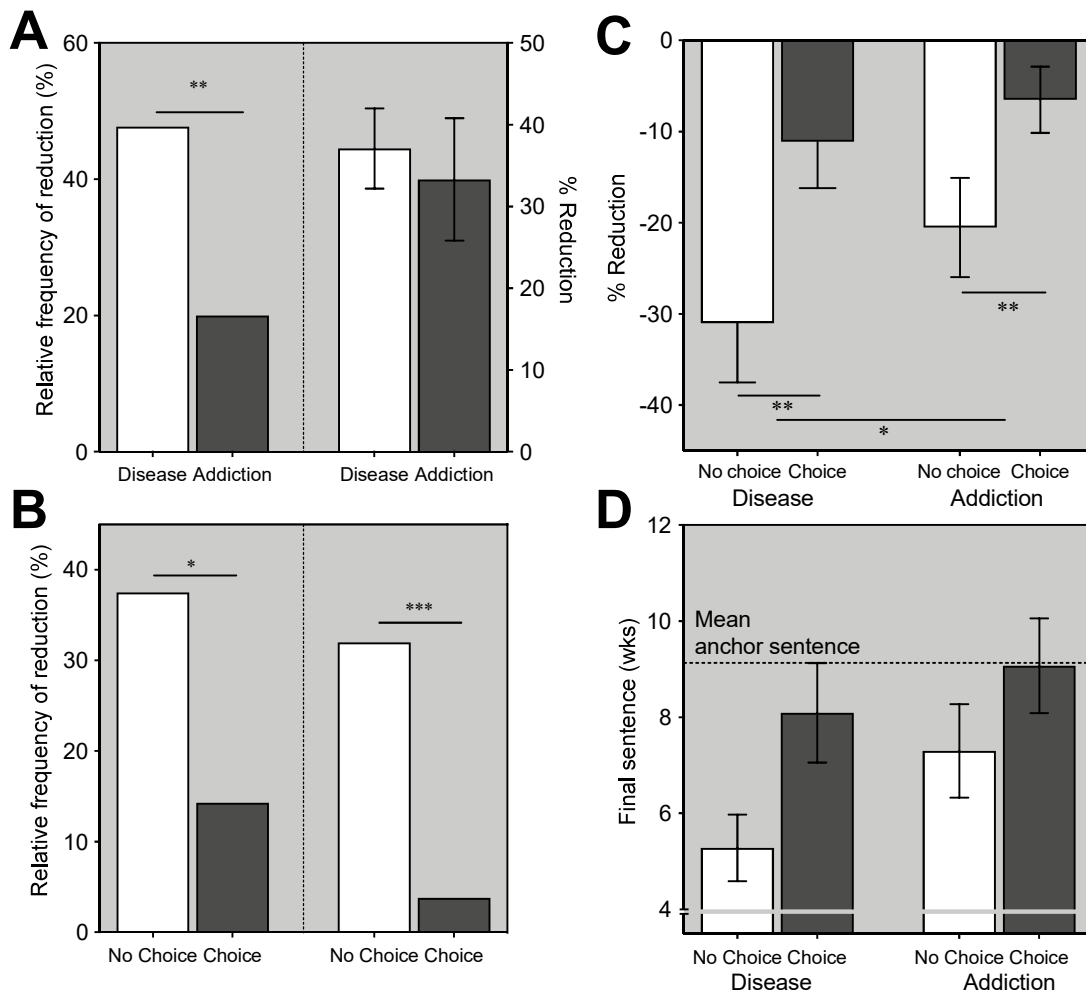 A
Relative frequency of reduction (%)
60
40
20
0
**
50
40
30
20
10
0
% Reduction
Disease Addiction
Disease Addiction
B
Relative frequency of reduction (%)
40
30
20
10
0
*
***
No Choice Choice
No Choice Choice
C
% Reduction
0
-10
-20
-30
-40
**
**
*
No choice Choice
No choice Choice
Disease
Addiction
D
Final sentence (wks)
12
10
8
6
4
Mean
anchor sentence
No Choice Choice
No Choice Choice
Disease
Addiction